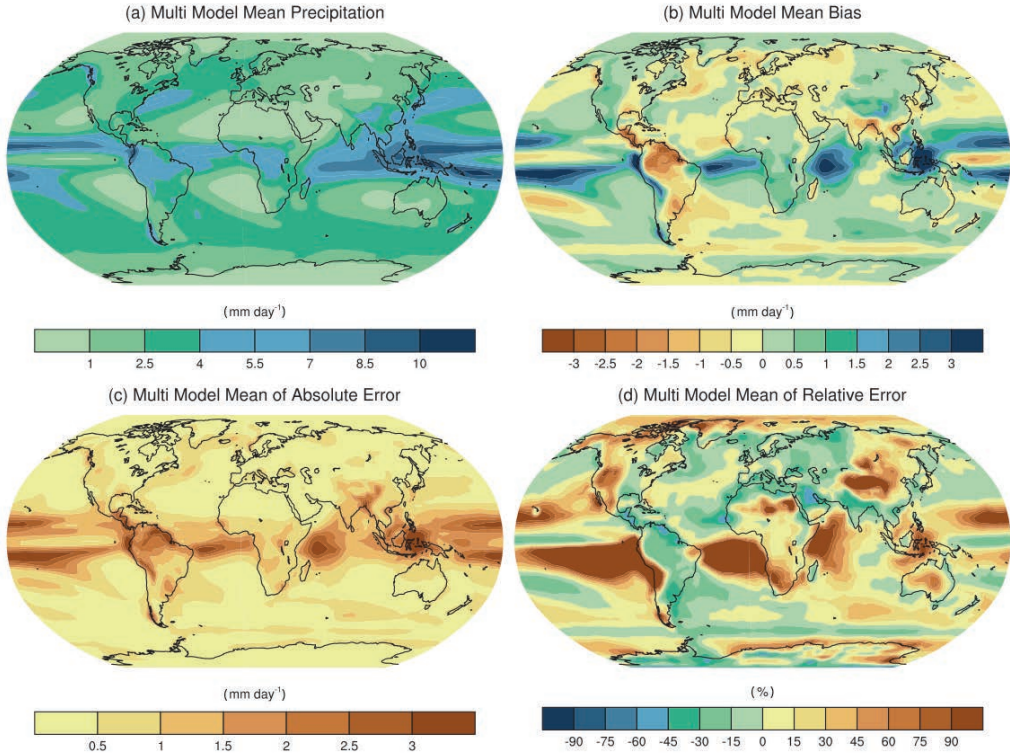 (a) Multi Model Mean Precipitation
(b) Multi Model Mean Bias
(mm day⁻¹)
1 2.5 4 5.5 7 8.5 10
(mm day⁻¹)
-3 -2.5 -2 -1.5 -1 -0.5 0 0.5 1 1.5 2 2.5 3
(c) Multi Model Mean of Absolute Error
(d) Multi Model Mean of Relative Error
(mm day⁻¹)
0.5 1 1.5 2 2.5 3
(%)
-90 -75 -60 -45 -30 -15 0 15 30 45 60 75 90